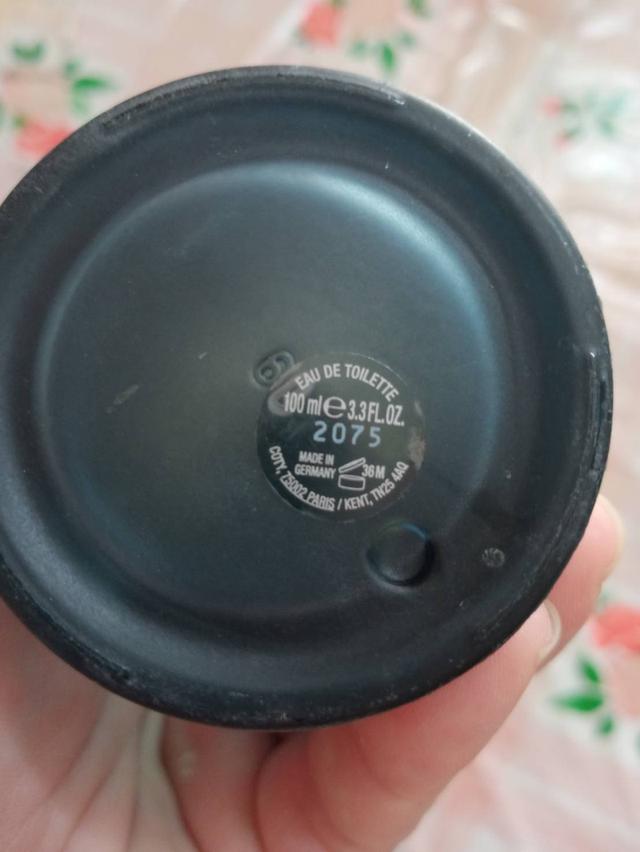 EAU DE TOILETTE
100 ml e 3.3 FL.OZ.
2075
MADE IN
GERMANY
36 M
COTY, 75002 PARIS / KENT, TN25 4AQ